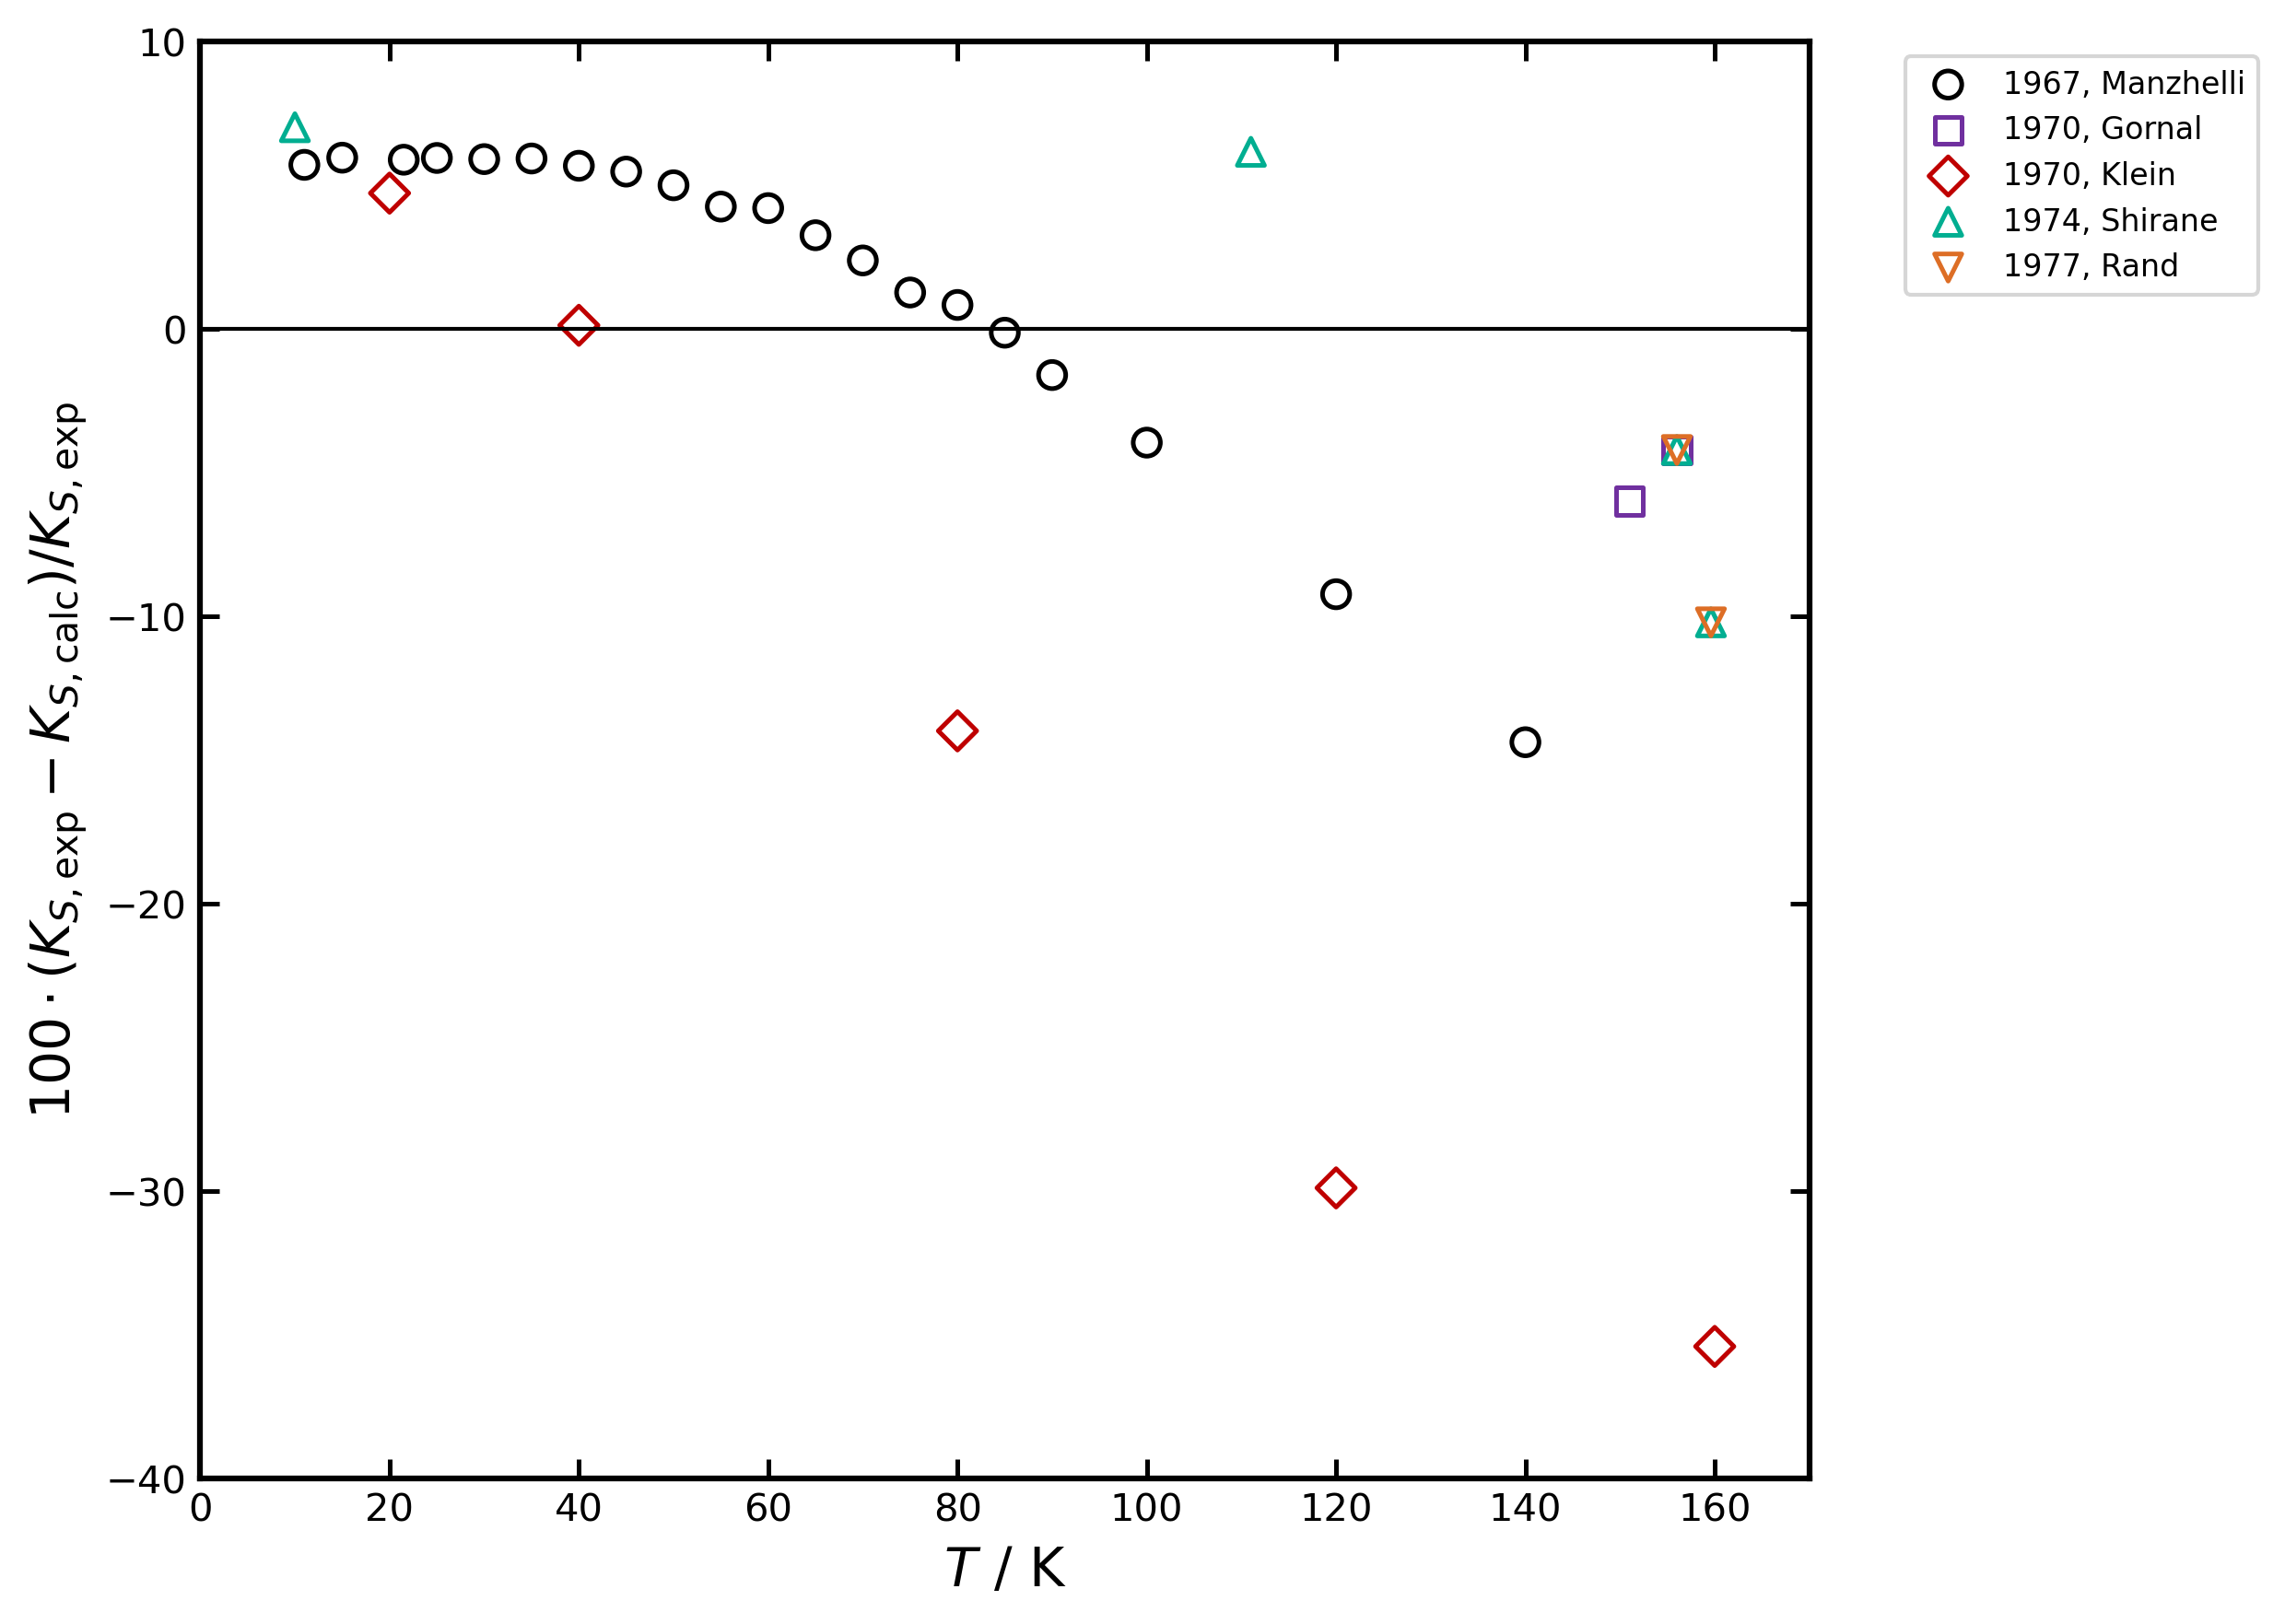 10
0
−10
−20
−30
−40
0 20 40 60 80 100 120 140 160
T / K
100 · (K_S,exp − K_S,calc)/K_S,exp
1967, Manzhelli
1970, Gornal
1970, Klein
1974, Shirane
1977, Rand